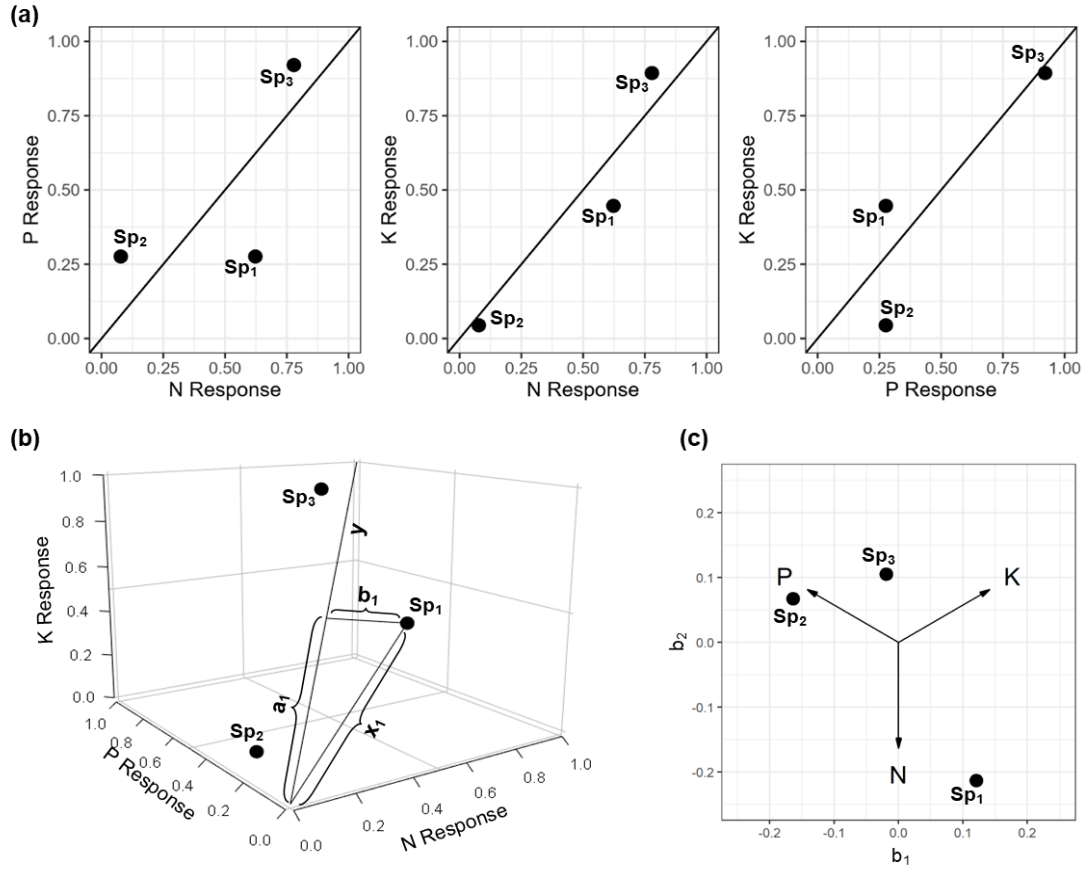 (a)
1.00
0.75
0.50
0.25
0.00
P Response
Sp3
Sp2
Sp1
0.00 0.25 0.50 0.75 1.00
N Response
1.00
0.75
0.50
0.25
0.00
K Response
Sp3
Sp1
Sp2
0.00 0.25 0.50 0.75 1.00
N Response
1.00
0.75
0.50
0.25
0.00
K Response
Sp3
Sp1
Sp2
0.00 0.25 0.50 0.75 1.00
P Response
(b)
1.0
0.8
0.6
0.4
0.2
0.0
K Response
Sp3
y
b1
Sp1
a1
x1
Sp2
1.0
0.8
0.6
0.4
0.2
0.0
P Response
0.0
0.2
0.4
0.6
0.8
1.0
N Response
(c)
0.2
0.1
0.0
-0.1
-0.2
b2
Sp3
P
K
Sp2
N
Sp1
-0.2 -0.1 0.0 0.1 0.2
b1